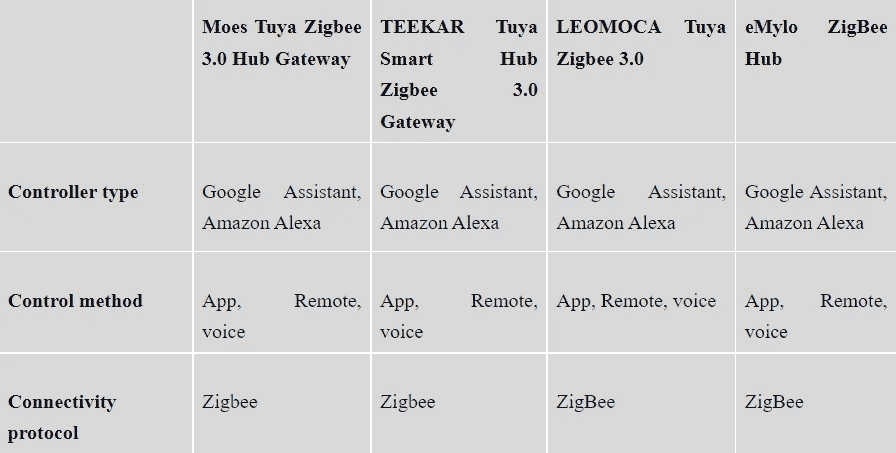 Moes Tuya Zigbee
3.0 Hub Gateway
TEEKAR Tuya
Smart Hub
Zigbee 3.0
Gateway
LEOMOCA Tuya
Zigbee 3.0
eMylo ZigBee
Hub
Controller type
Google Assistant,
Amazon Alexa
Google Assistant,
Amazon Alexa
Google Assistant,
Amazon Alexa
Google Assistant,
Amazon Alexa
Control method
App, Remote,
voice
App, Remote,
voice
App, Remote, voice
App, Remote,
voice
Connectivity
protocol
Zigbee
Zigbee
ZigBee
ZigBee